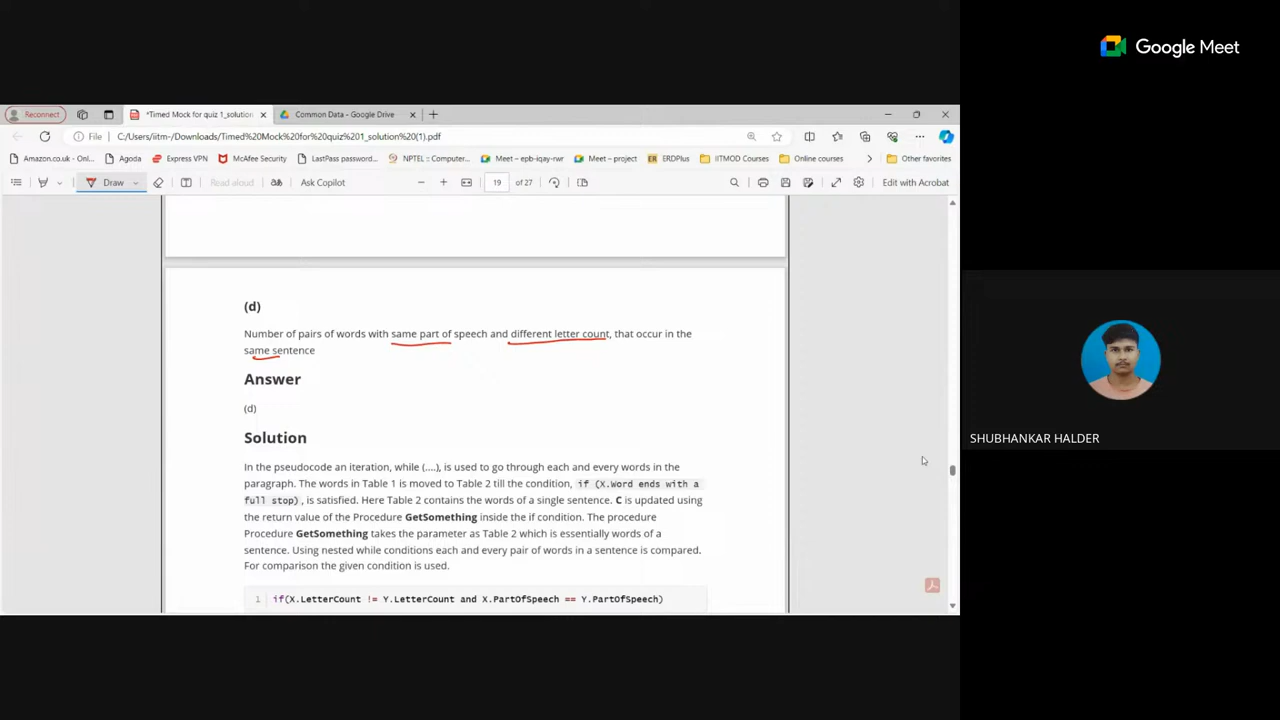 Google Meet
Reconnect
*Timed Mock for quiz 1_solution
Common Data - Google Drive
File
C:/Users/iitm-/Downloads/Timed%20Mock%20for%20quiz%201_solution%20(1).pdf
Amazon.co.uk - Onl...
Agoda
Express VPN
McAfee Security
LastPass password...
NPTEL :: Computer...
Meet – epb-iqay-rwr
Meet – project
ER ERDPlus
IITMOD Courses
Online courses
Other favorites
Draw
Read aloud
Ask Copilot
19 of 27
Edit with Acrobat
(d)
Number of pairs of words with same part of speech and different letter count, that occur in the
same sentence
Answer
(d)
Solution
In the pseudocode an iteration, while (....), is used to go through each and every words in the
paragraph. The words in Table 1 is moved to Table 2 till the condition, if (X.Word ends with a
full stop), is satisfied. Here Table 2 contains the words of a single sentence. C is updated using
the return value of the Procedure GetSomething inside the if condition. The procedure
Procedure GetSomething takes the parameter as Table 2 which is essentially words of a
sentence. Using nested while conditions each and every pair of words in a sentence is compared.
For comparison the given condition is used.
1 if(X.LetterCount != Y.LetterCount and X.PartOfSpeech == Y.PartOfSpeech)
SHUBHANKAR HALDER